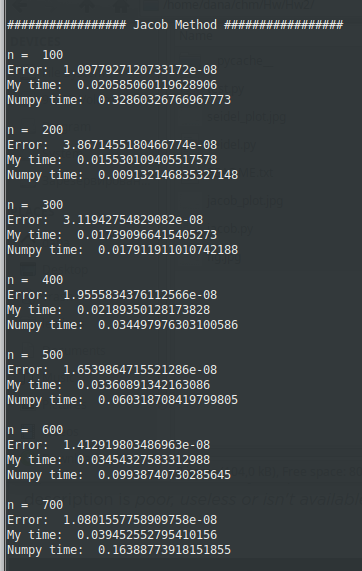 ################# Jacob Method #################
n =  100
Error:  1.0977927120733172e-08
My time:  0.020585060119628906
Numpy time:  0.32860326766967773
n =  200
Error:  3.8671455180466774e-08
My time:  0.015530109405517578
Numpy time:  0.009132146835327148
n =  300
Error:  3.11942754829082e-08
My time:  0.017390966415405273
Numpy time:  0.017911911010742188
n =  400
Error:  1.9555834376112566e-08
My time:  0.02189350128173828
Numpy time:  0.034497976303100586
n =  500
Error:  1.6539864715521286e-08
My time:  0.03360891342163086
Numpy time:  0.060318708419799805
n =  600
Error:  1.412919803486963e-08
My time:  0.03454327583312988
Numpy time:  0.09938740730285645
n =  700
Error:  1.0801557758909758e-08
My time:  0.039452552795410156
Numpy time:  0.16388773918151855